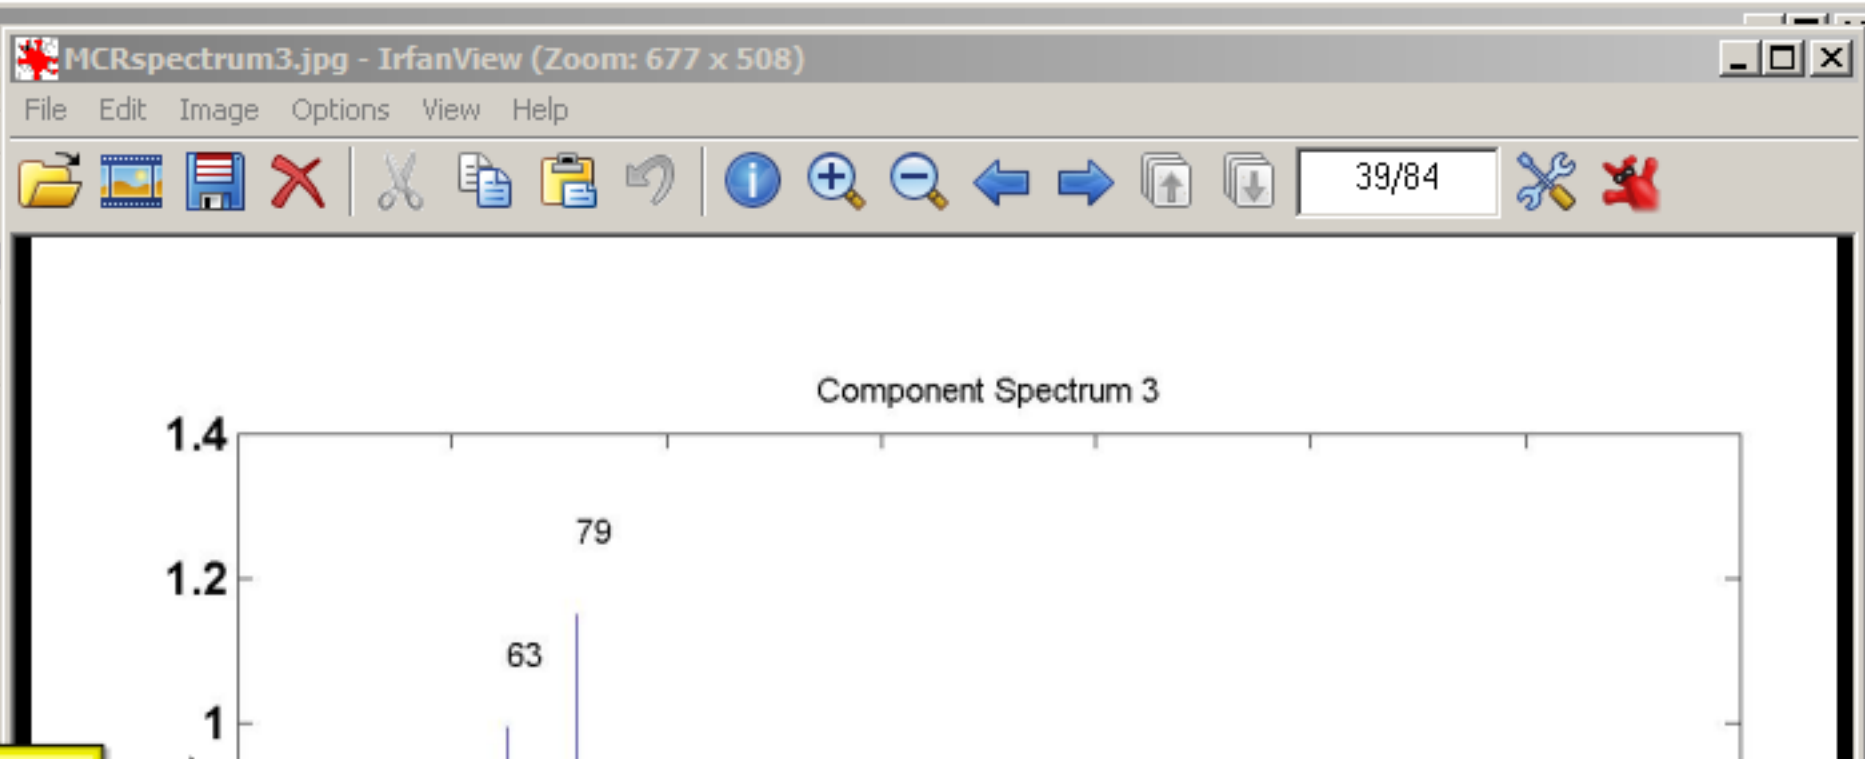 MCRspectrum3.jpg - IrfanView (Zoom: 677 x 508)
File Edit Image Options View Help
39/84
Component Spectrum 3
1.4
79
1.2
63
1